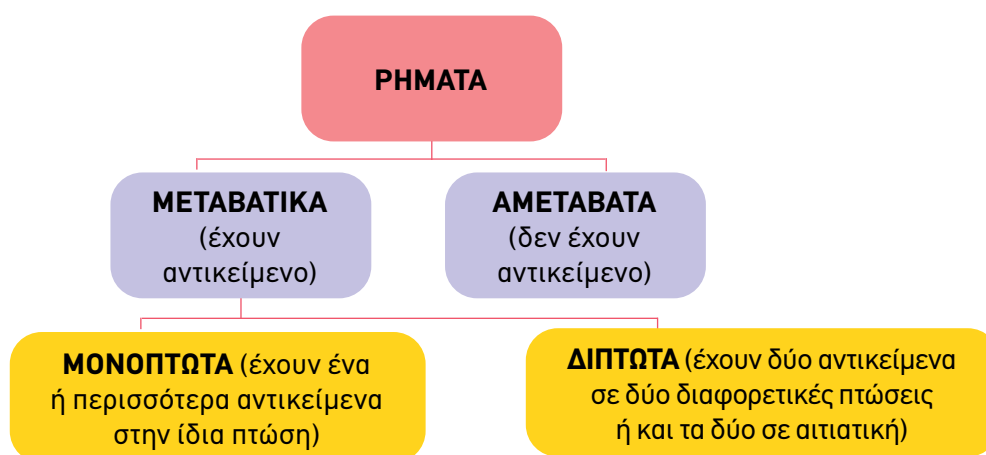 ΡΗΜΑΤΑ
ΜΕΤΑΒΑΤΙΚΑ
(έχουν
αντικείμενο)
ΑΜΕΤΑΒΑΤΑ
(δεν έχουν
αντικείμενο)
ΜΟΝΟΠΤΩΤΑ (έχουν ένα
ή περισσότερα αντικείμενα
στην ίδια πτώση)
ΔΙΠΤΩΤΑ (έχουν δύο αντικείμενα
σε δύο διαφορετικές πτώσεις
ή και τα δύο σε αιτιατική)